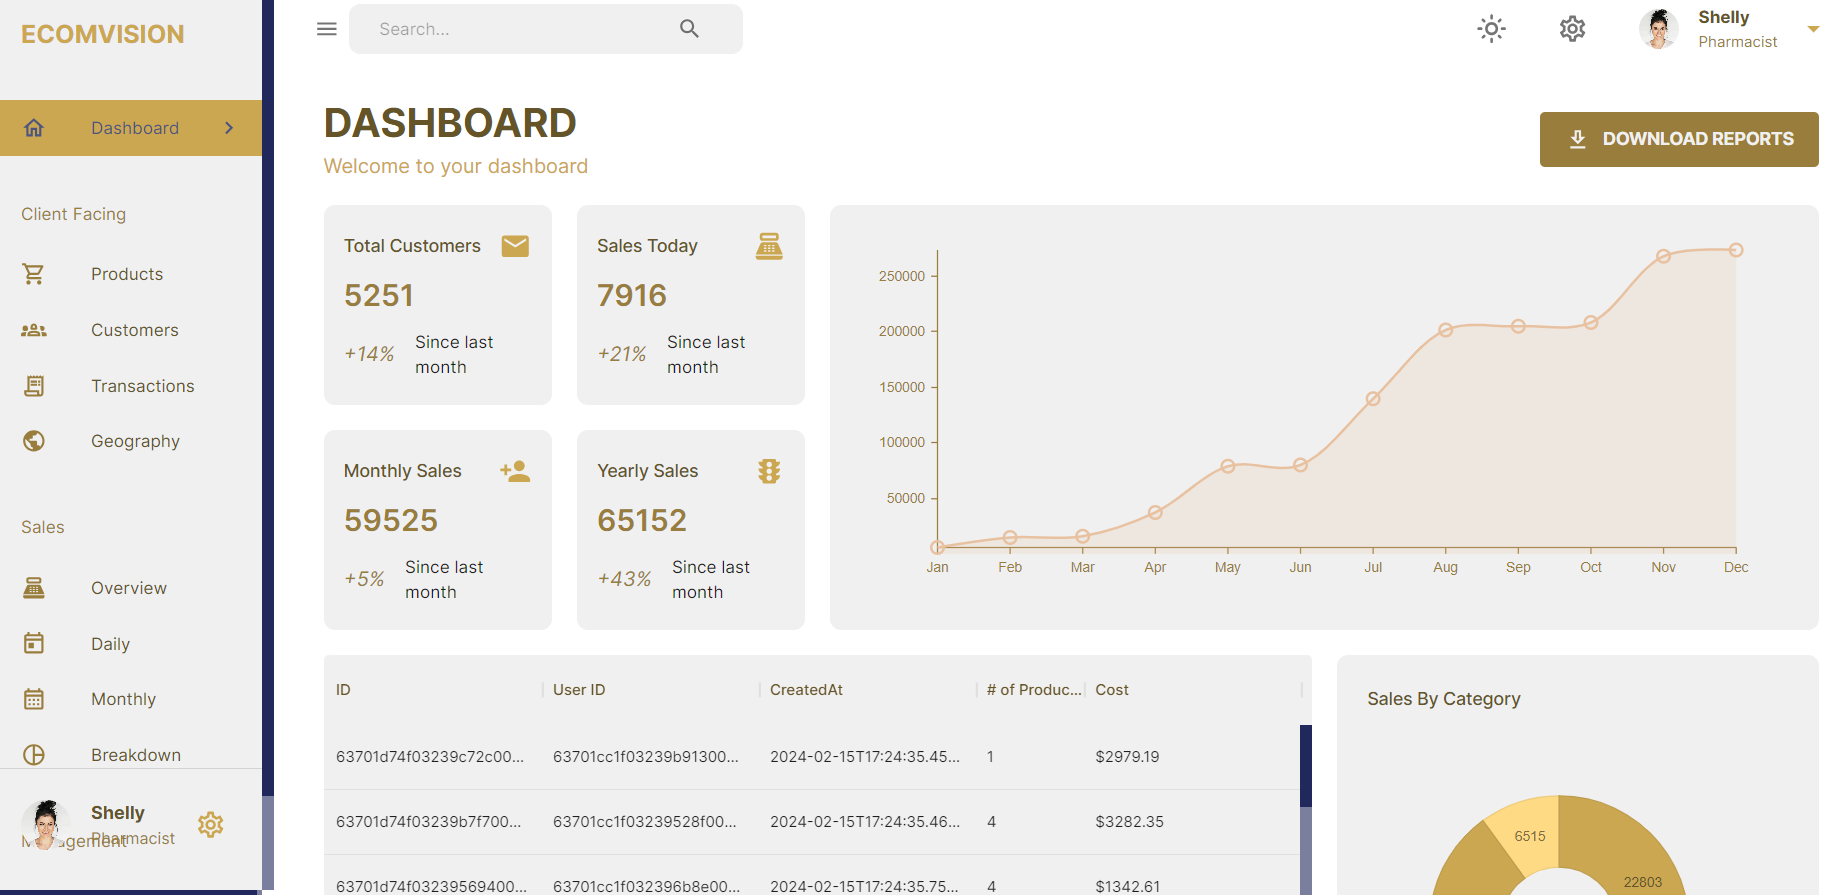 ECOMVISION
Dashboard
Client Facing
Products
Customers
Transactions
Geography
Sales
Overview
Daily
Monthly
Breakdown
Shelly
Pharmacist
Management
Search...
Shelly
Pharmacist
DASHBOARD
Welcome to your dashboard
DOWNLOAD REPORTS
Total Customers
5251
+14%
Since last
month
Sales Today
7916
+21%
Since last
month
Monthly Sales
59525
+5%
Since last
month
Yearly Sales
65152
+43%
Since last
month
250000
200000
150000
100000
50000
Jan Feb Mar Apr May Jun Jul Aug Sep Oct Nov Dec
ID User ID CreatedAt # of Produc... Cost
63701d74f03239c72c00... 63701cc1f03239b91300... 2024-02-15T17:24:35.45... 1 $2979.19
63701d74f03239b7f700... 63701cc1f03239528f00... 2024-02-15T17:24:35.46... 4 $3282.35
63701d74f03239569400... 63701cc1f032396b8e00... 2024-02-15T17:24:35.75... 4 $1342.61
Sales By Category
6515
22803